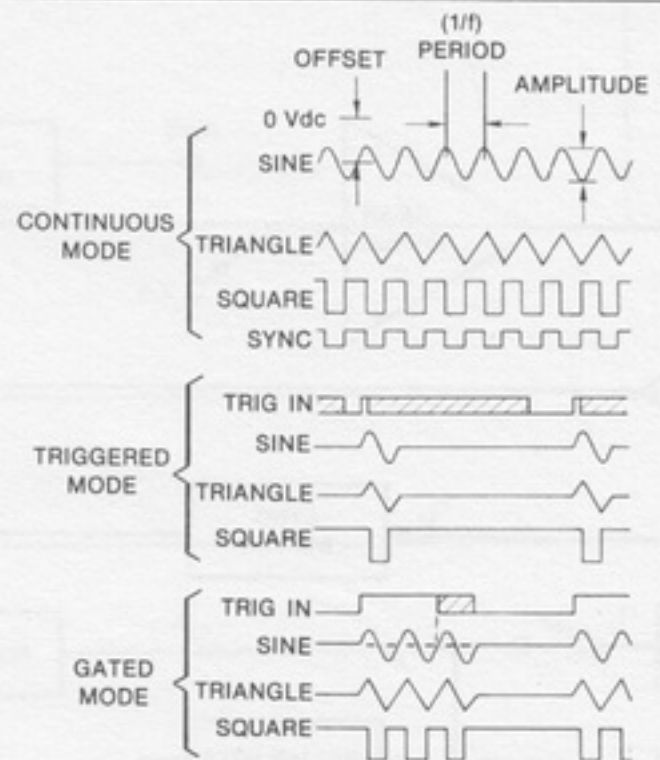 (1/f)
OFFSET PERIOD
AMPLITUDE
0 Vdc
SINE
CONTINUOUS
MODE
TRIANGLE
SQUARE
SYNC
TRIG IN
SINE
TRIGGERED
MODE
TRIANGLE
SQUARE
TRIG IN
SINE
GATED
MODE
TRIANGLE
SQUARE